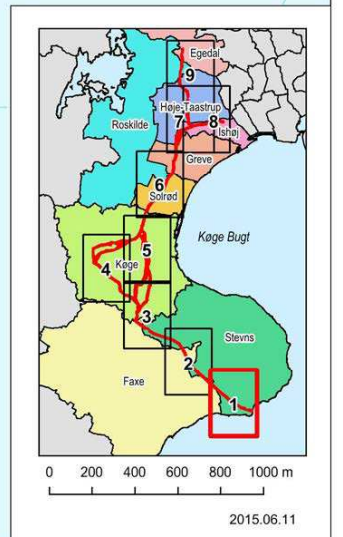 Egedal
9
Høje-Taastrup
7 8
Roskilde
Ishøj
Greve
6
Solrød
Køge Bugt
5
Køge
4
3
Stevns
2
Faxe
1
0 200 400 600 800 1000 m
2015.06.11